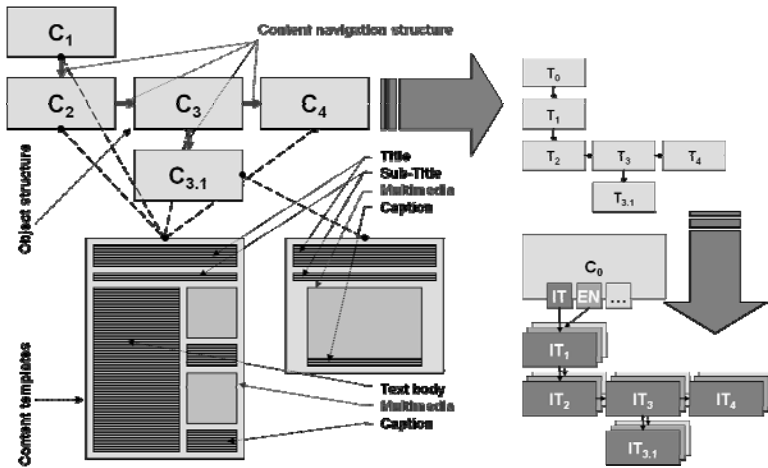 C1
Content navigation structure
C2
C3
C4
C3.1
Object structure
Title
Sub-Title
Multimedia
Caption
Content templates
Text body
Multimedia
Caption
T0
T1
T2
T3
T4
T3.1
C0
IT
EN
...
IT1
IT2
IT3
IT4
IT3.1